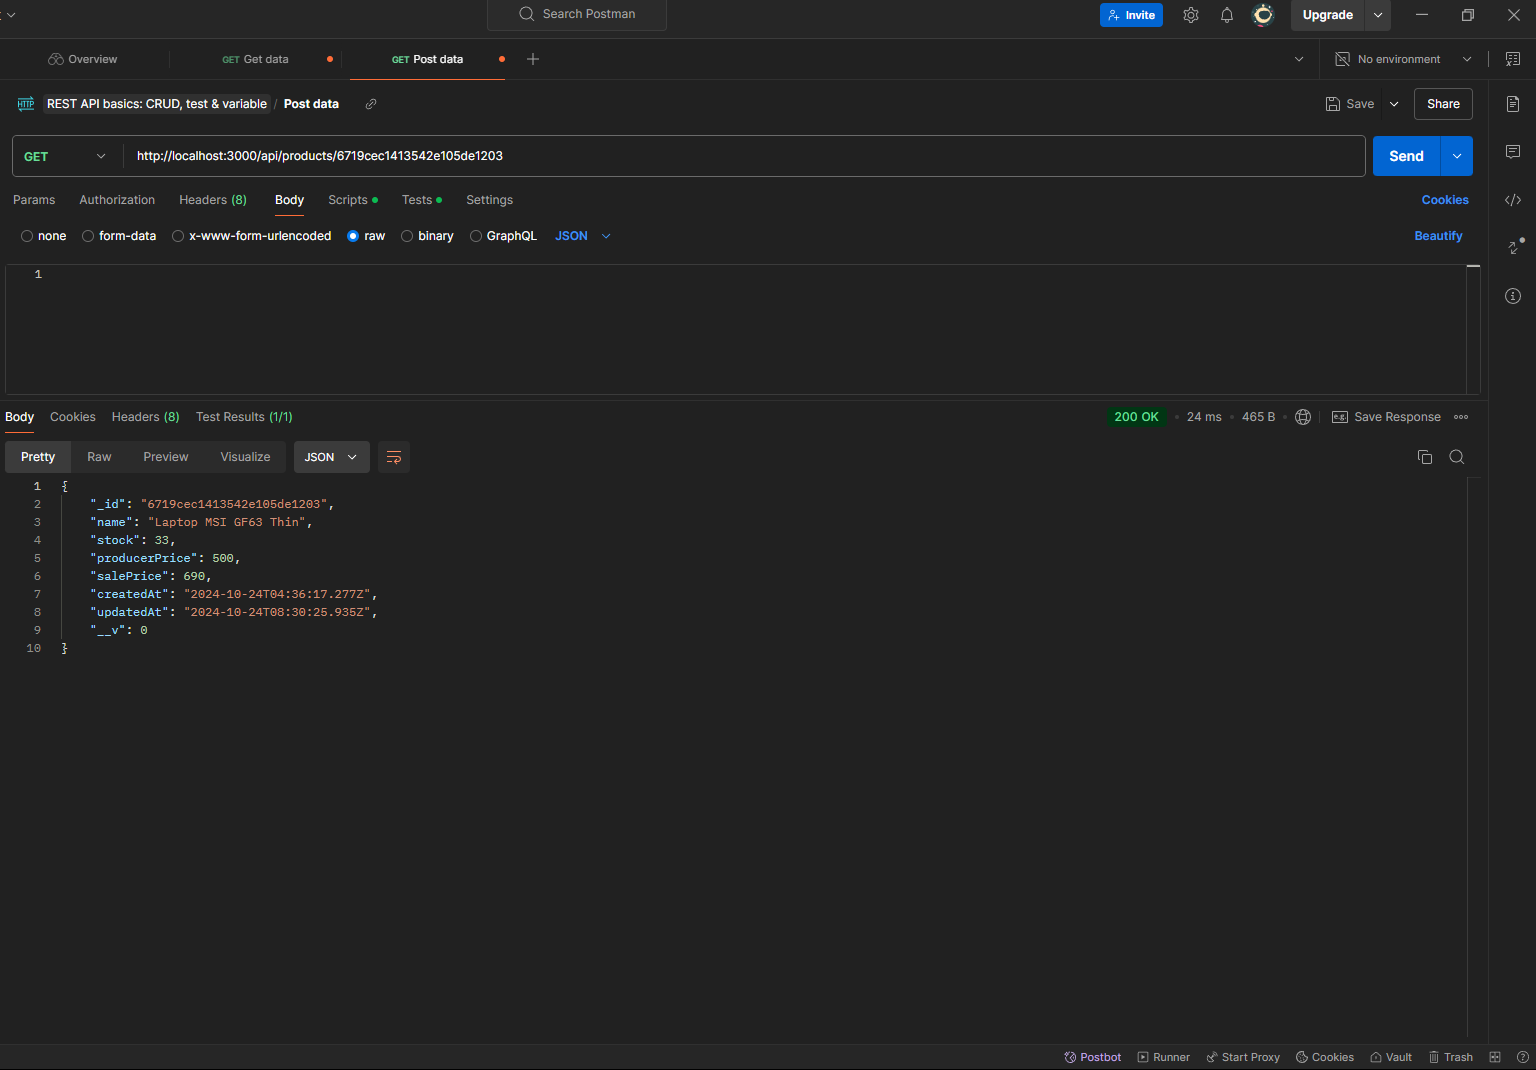 Search Postman
Invite
Upgrade
Overview
GET Get data
GET Post data
No environment
HTTP REST API basics: CRUD, test & variable / Post data
Save
Share
GET http://localhost:3000/api/products/6719cec1413542e105de1203
Send
Params Authorization Headers (8) Body Scripts Tests Settings
Cookies
none form-data x-www-form-urlencoded raw binary GraphQL JSON
Beautify
1
Body Cookies Headers (8) Test Results (1/1)
200 OK 24 ms 465 B e.g. Save Response
Pretty Raw Preview Visualize JSON
1 {
2 "_id": "6719cec1413542e105de1203",
3 "name": "Laptop MSI GF63 Thin",
4 "stock": 33,
5 "producerPrice": 500,
6 "salePrice": 690,
7 "createdAt": "2024-10-24T04:36:17.277Z",
8 "updatedAt": "2024-10-24T08:30:25.935Z",
9 "__v": 0
10 }
Postbot Runner Start Proxy Cookies Vault Trash